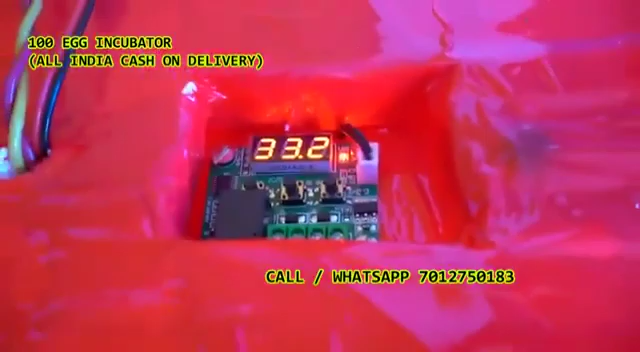 100 EGG INCUBATOR
(ALL INDIA CASH ON DELIVERY)
33.2
CALL / WHATSAPP 7012750183